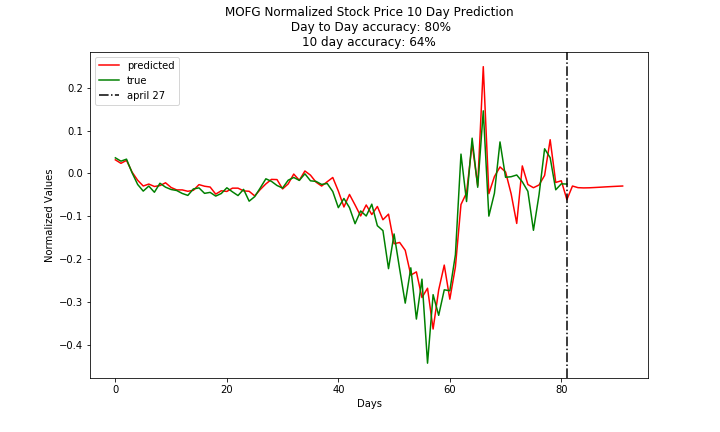 MOFG Normalized Stock Price 10 Day Prediction
Day to Day accuracy: 80%
10 day accuracy: 64%
predicted
true
april 27
Normalized Values
0.2
0.1
0.0
−0.1
−0.2
−0.3
−0.4
0
20
40
60
80
Days